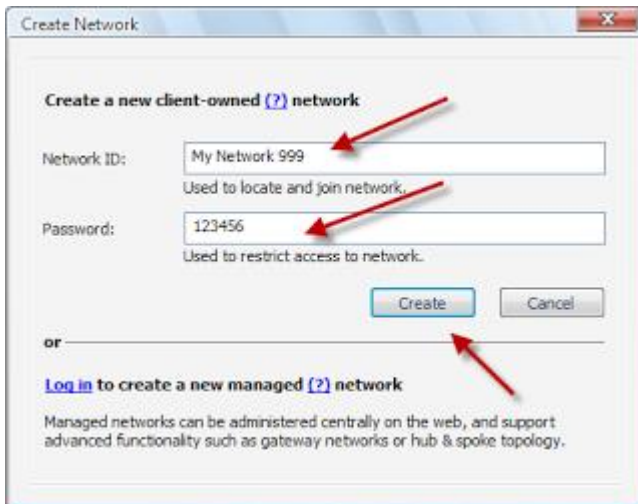 Create Network
Create a new client-owned (?) network
Network ID:
My Network 999
Used to locate and join network.
Password:
123456
Used to restrict access to network.
Create
Cancel
or
Log in to create a new managed (?) network
Managed networks can be administered centrally on the web, and support
advanced functionality such as gateway networks or hub & spoke topology.